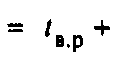 = t в.р +